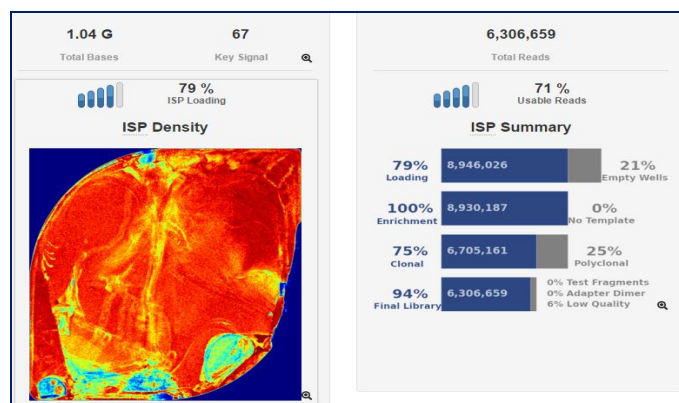 1.04 G
Total Bases
67
Key Signal
79 %
ISP Loading
ISP Density
6,306,659
Total Reads
71 %
Usable Reads
ISP Summary
79%
Loading
8,946,026
21%
Empty Wells
100%
Enrichment
8,930,187
0%
No Template
75%
Clonal
6,705,161
25%
Polyclonal
94%
Final Library
6,306,659
0% Test Fragments
0% Adapter Dimer
6% Low Quality